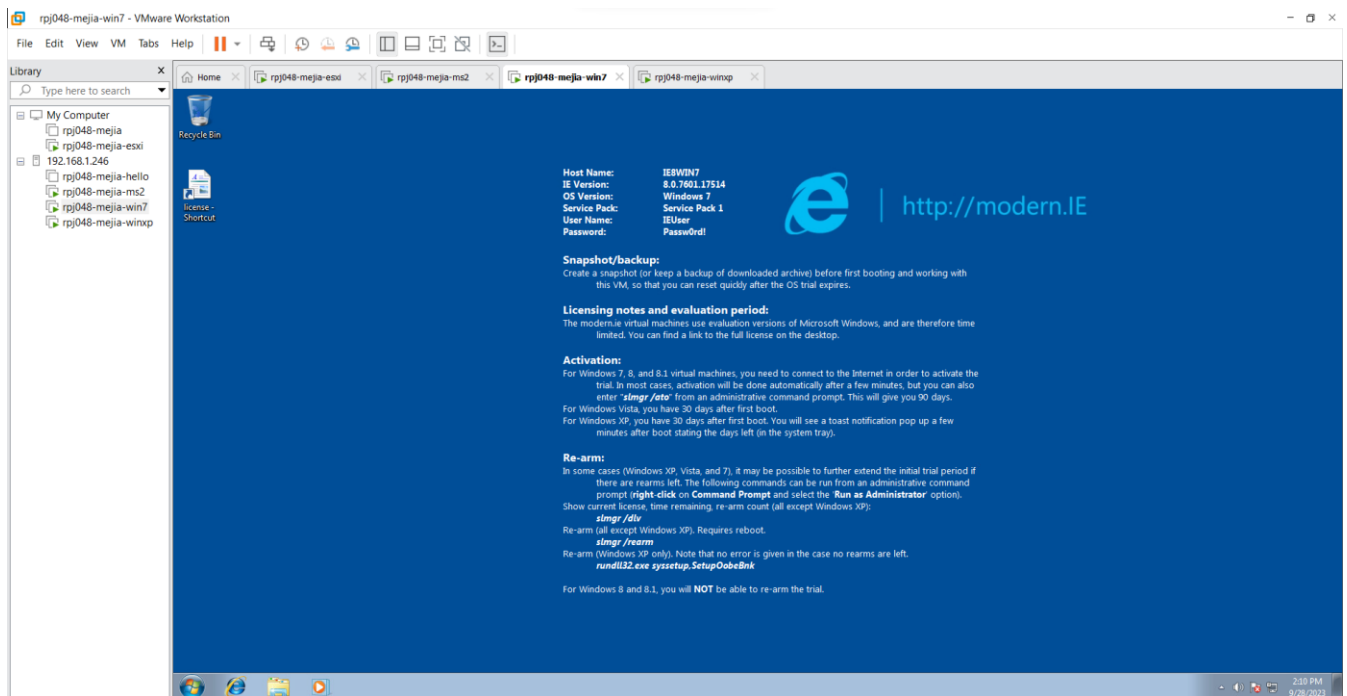 rpj048-mejia-win7 - VMware Workstation
File Edit View VM Tabs Help
Library X
Type here to search
Home
rpj048-mejia-esxi
rpj048-mejia-ms2
rpj048-mejia-win7
rpj048-mejia-winxp
My Computer
rpj048-mejia
rpj048-mejia-esxi
192.168.1.246
rpj048-mejia-hello
rpj048-mejia-ms2
rpj048-mejia-win7
rpj048-mejia-winxp
Recycle Bin
license -
Shortcut
Host Name: IE8WIN7
IE Version: 8.0.7601.17514
OS Version: Windows 7
Service Pack: Service Pack 1
User Name: IEUser
Password: Passw0rd!
http://modern.IE
Snapshot/backup:
Create a snapshot (or keep a backup of downloaded archive) before first booting and working with
this VM, so that you can reset quickly after the OS trial expires.
Licensing notes and evaluation period:
The modern.ie virtual machines use evaluation versions of Microsoft Windows, and are therefore time
limited. You can find a link to the full license on the desktop.
Activation:
For Windows 7, 8, and 8.1 virtual machines, you need to connect to the Internet in order to activate the
trial. In most cases, activation will be done automatically after a few minutes, but you can also
enter "slmgr /ato" from an administrative command prompt. This will give you 90 days.
For Windows Vista, you have 30 days after first boot.
For Windows XP, you have 30 days after first boot. You will see a toast notification pop up a few
minutes after boot stating the days left (in the system tray).
Re-arm:
In some cases (Windows XP, Vista, and 7), it may be possible to further extend the initial trial period if
there are rearms left. The following commands can be run from an administrative command
prompt (right-click on Command Prompt and select the 'Run as Administrator' option).
Show current license, time remaining, re-arm count (all except Windows XP):
slmgr /dlv
Re-arm (all except Windows XP). Requires reboot.
slmgr /rearm
Re-arm (Windows XP only). Note that no error is given in the case no rearms are left.
rundll32.exe syssetup,SetupOobeBnk
For Windows 8 and 8.1, you will NOT be able to re-arm the trial.
2:10 PM
9/28/2023